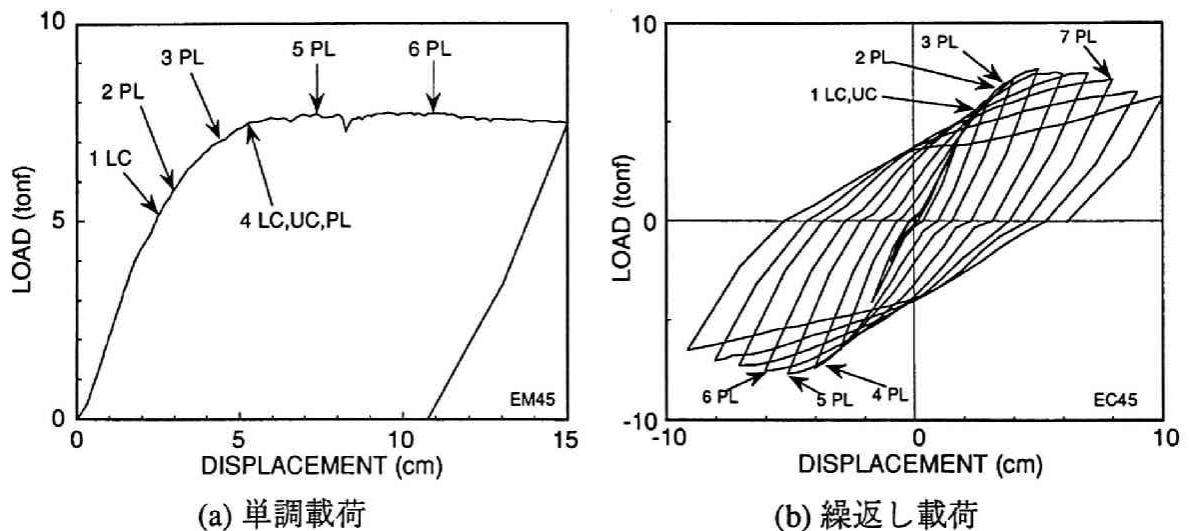 10
5
0
LOAD (tonf)
1 LC
2 PL
3 PL
5 PL
6 PL
4 LC,UC,PL
EM45
0
5
10
15
DISPLACEMENT (cm)
(a) 単調載荷
10
0
-10
LOAD (tonf)
3 PL
2 PL
1 LC,UC
7 PL
6 PL
5 PL
4 PL
EC45
-10
0
10
DISPLACEMENT (cm)
(b) 繰返し載荷